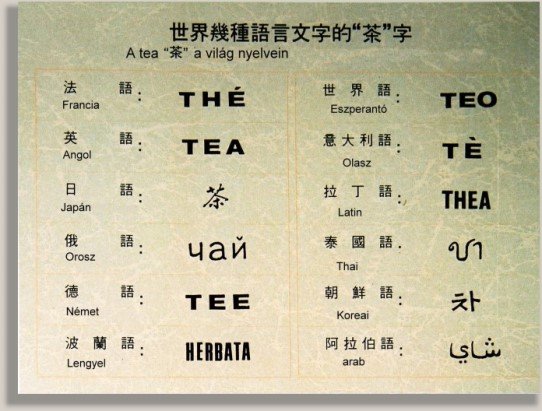 世界幾種語言文字的“茶”字
A tea “茶” a világ nyelvein
法語： THÉ
Francia
英語： TEA
Angol
日語： 茶
Japán
俄語： чай
Orosz
德語： TEE
Német
波蘭語： HERBATA
Lengyel
世界語： TEO
Eszperantó
意大利語： TÈ
Olasz
拉丁語： THEA
Latin
泰國語： ชา
Thai
朝鮮語： 차
Koreai
阿拉伯語： شاي
arab